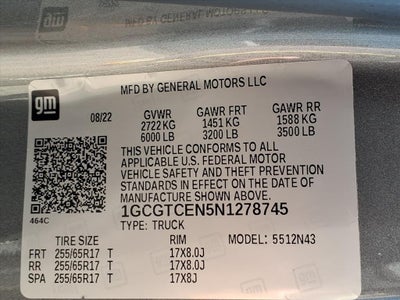 MFD BY GENERAL MOTORS LLC
gm
08/22 GVWR GAWR FRT GAWR RR
2722 KG 1451 KG 1588 KG
6000 LB 3200 LB 3500 LB
THIS VEHICLE CONFORMS TO ALL
APPLICABLE U.S. FEDERAL MOTOR
VEHICLE SAFETY AND THEFT PREVENTION
STANDARDS IN EFFECT ON THE DATE OF
MANUFACTURE SHOWN ABOVE.
464C 1GCGTCEN5N1278745
TYPE: TRUCK
TIRE SIZE RIM MODEL: 5512N43
FRT 255/65R17 T 17X8.0J
RR 255/65R17 T 17X8.0J
SPA 255/65R17 T 17X8J